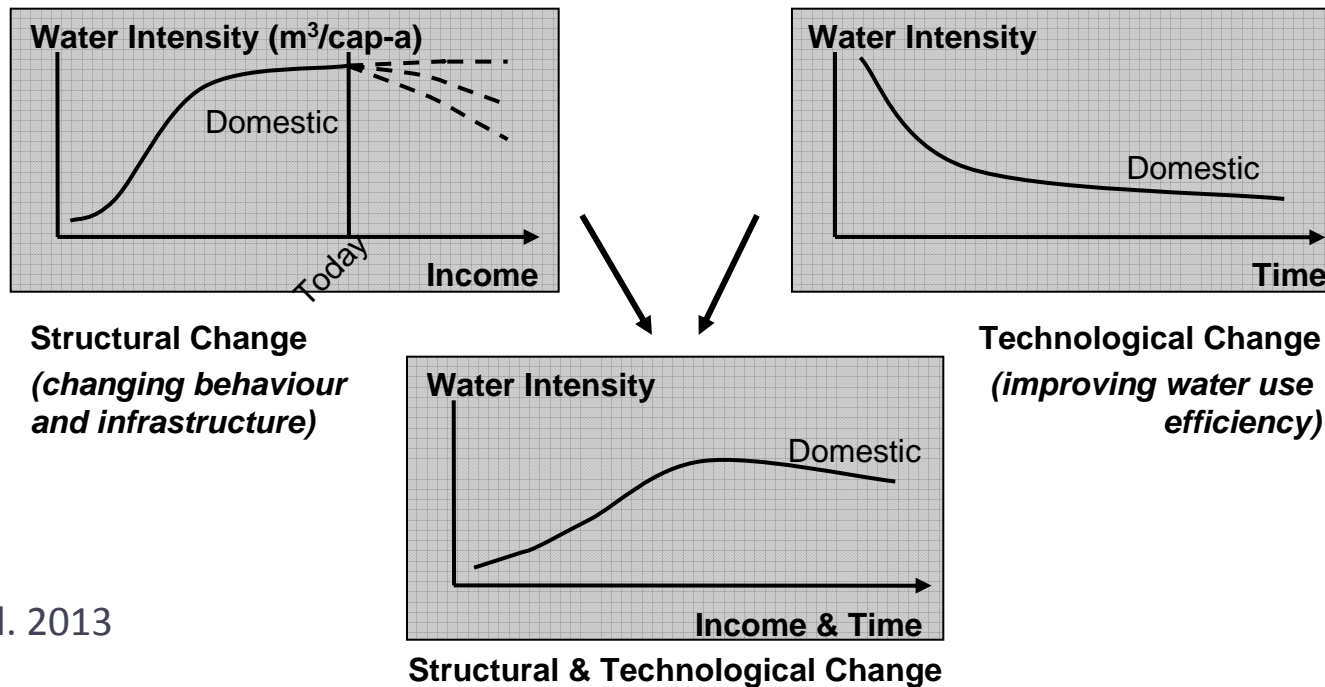 Water Intensity (m³/cap-a)
Domestic
Today
Income
Structural Change
(changing behaviour
and infrastructure)
Water Intensity
Domestic
Time
Technological Change
(improving water use
efficiency)
Water Intensity
Domestic
Income & Time
Structural & Technological Change
2013